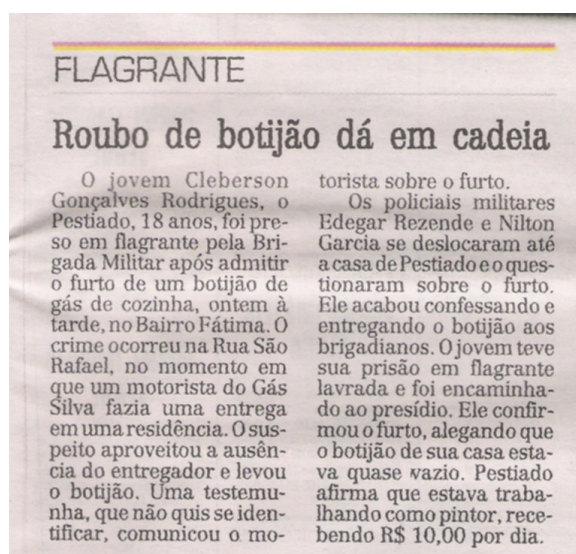 FLAGRANTE
Roubo de botijão dá em cadeia
O jovem Cleberson
Gonçalves Rodrigues, o
Pestiado, 18 anos, foi pre-
so em flagrante pela Bri-
gada Militar após admitir
o furto de um botijão de
gás de cozinha, ontem à
tarde, no Bairro Fátima. O
crime ocorreu na Rua São
Rafael, no momento em
que um motorista do Gás
Silva fazia uma entrega
em uma residência. O sus-
peito aproveitou a ausên-
cia do entregador e levou
o botijão. Uma testemu-
nha, que não quis se iden-
tificar, comunicou o mo-
torista sobre o furto.
Os policiais militares
Edegar Rezende e Nilton
Garcia se deslocaram até
a casa de Pestiado e o ques-
tionaram sobre o furto.
Ele acabou confessando e
entregando o botijão aos
brigadianos. O jovem teve
sua prisão em flagrante
lavrada e foi encaminha-
do ao presídio. Ele confir-
mou o furto, alegando que
o botijão de sua casa esta-
va quase vazio. Pestiado
afirma que estava traba-
lhando como pintor, rece-
bendo R$ 10,00 por dia.